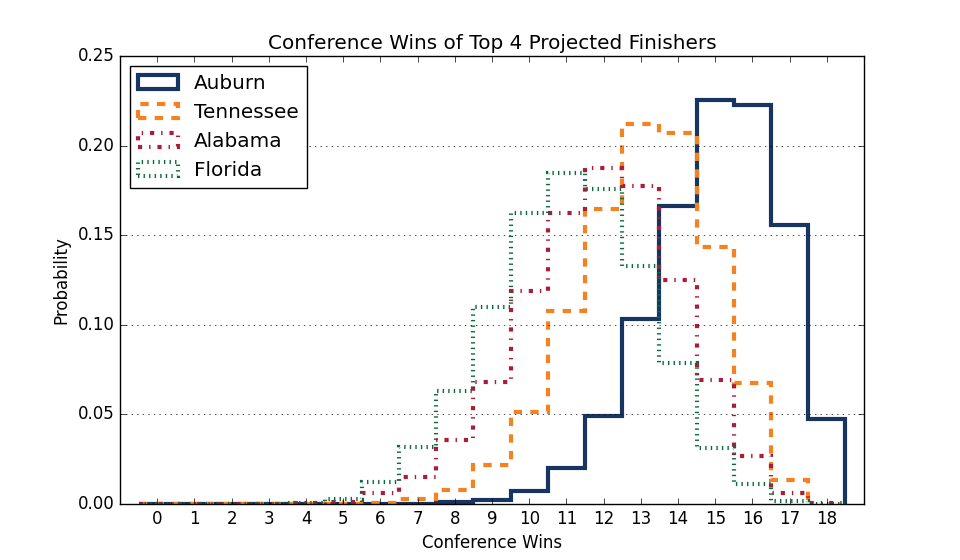 Conference Wins of Top 4 Projected Finishers
0.25
0.20
0.15
0.10
0.05
0.00
Probability
Auburn
Tennessee
Alabama
Florida
0 1 2 3 4 5 6 7 8 9 10 11 12 13 14 15 16 17 18
Conference Wins